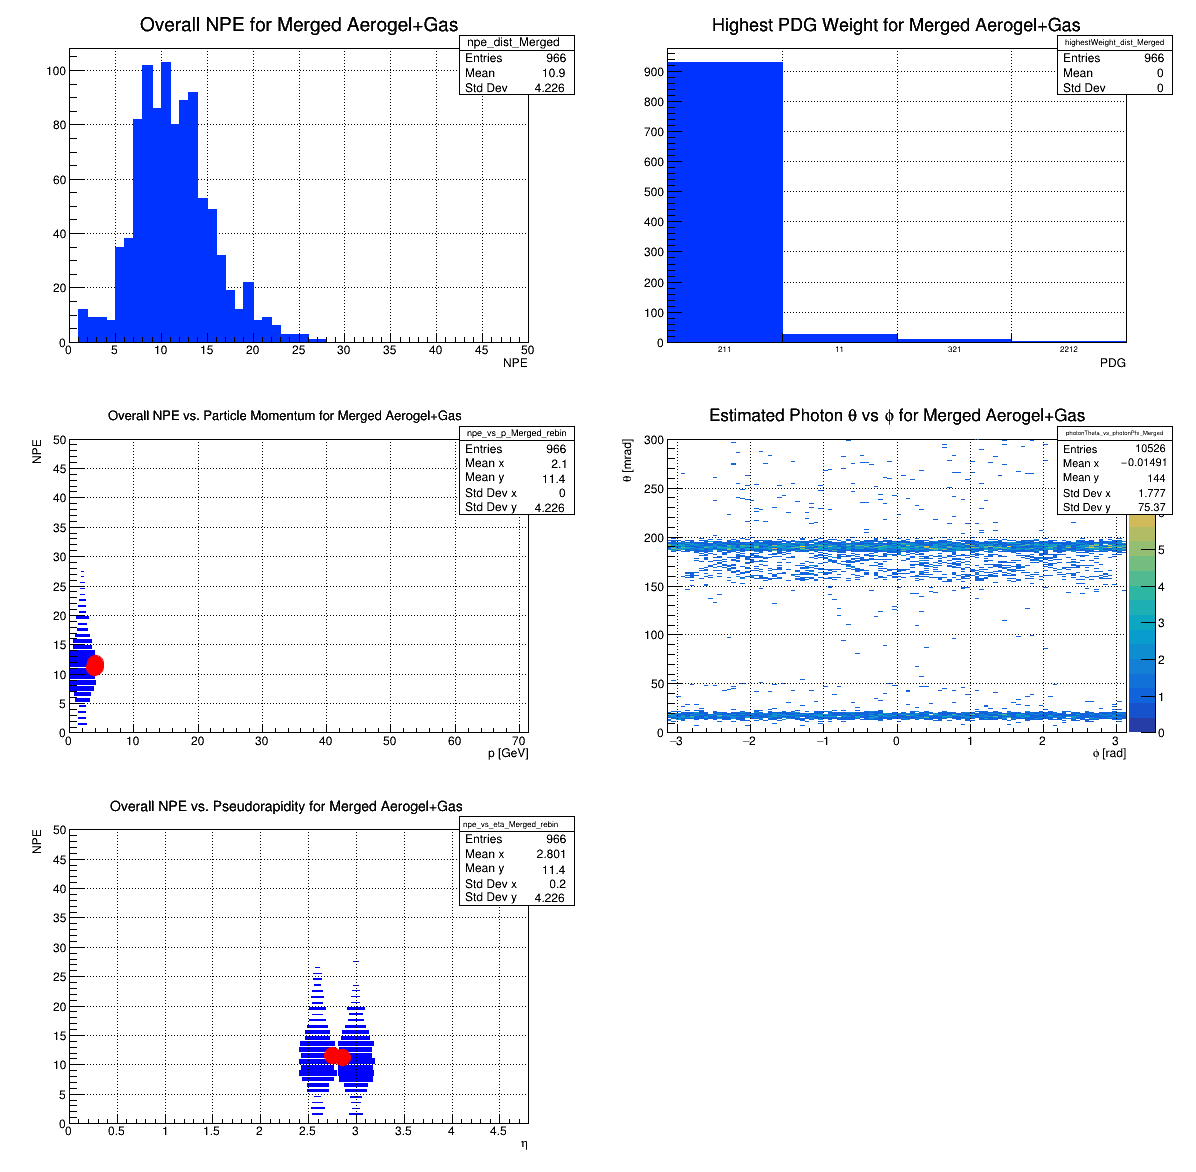 Overall NPE for Merged Aerogel+Gas
npe_dist_Merged
Entries 966
Mean 10.9
Std Dev 4.226
100
80
60
40
20
0
0 5 10 15 20 25 30 35 40 45 50
NPE
Highest PDG Weight for Merged Aerogel+Gas
highestWeight_dist_Merged
Entries 966
Mean 0
Std Dev 0
900
800
700
600
500
400
300
200
100
0
211 11 321 2212
PDG
Overall NPE vs. Particle Momentum for Merged Aerogel+Gas
npe_vs_p_Merged_rebin
Entries 966
Mean x 2.1
Mean y 11.4
Std Dev x 0
Std Dev y 4.226
NPE
50
45
40
35
30
25
20
15
10
5
0
0 10 20 30 40 50 60 70
p [GeV]
Estimated Photon θ vs ϕ for Merged Aerogel+Gas
photonTheta_vs_photonPhi_Merged
Entries 10526
Mean x −0.01491
Mean y 144
Std Dev x 1.777
Std Dev y 75.37
θ [mrad]
300
250
200
150
100
50
0
−3 −2 −1 0 1 2 3
ϕ [rad]
5
4
3
2
1
0
Overall NPE vs. Pseudorapidity for Merged Aerogel+Gas
npe_vs_eta_Merged_rebin
Entries 966
Mean x 2.801
Mean y 11.4
Std Dev x 0.2
Std Dev y 4.226
NPE
50
45
40
35
30
25
20
15
10
5
0
0 0.5 1 1.5 2 2.5 3 3.5 4 4.5
η